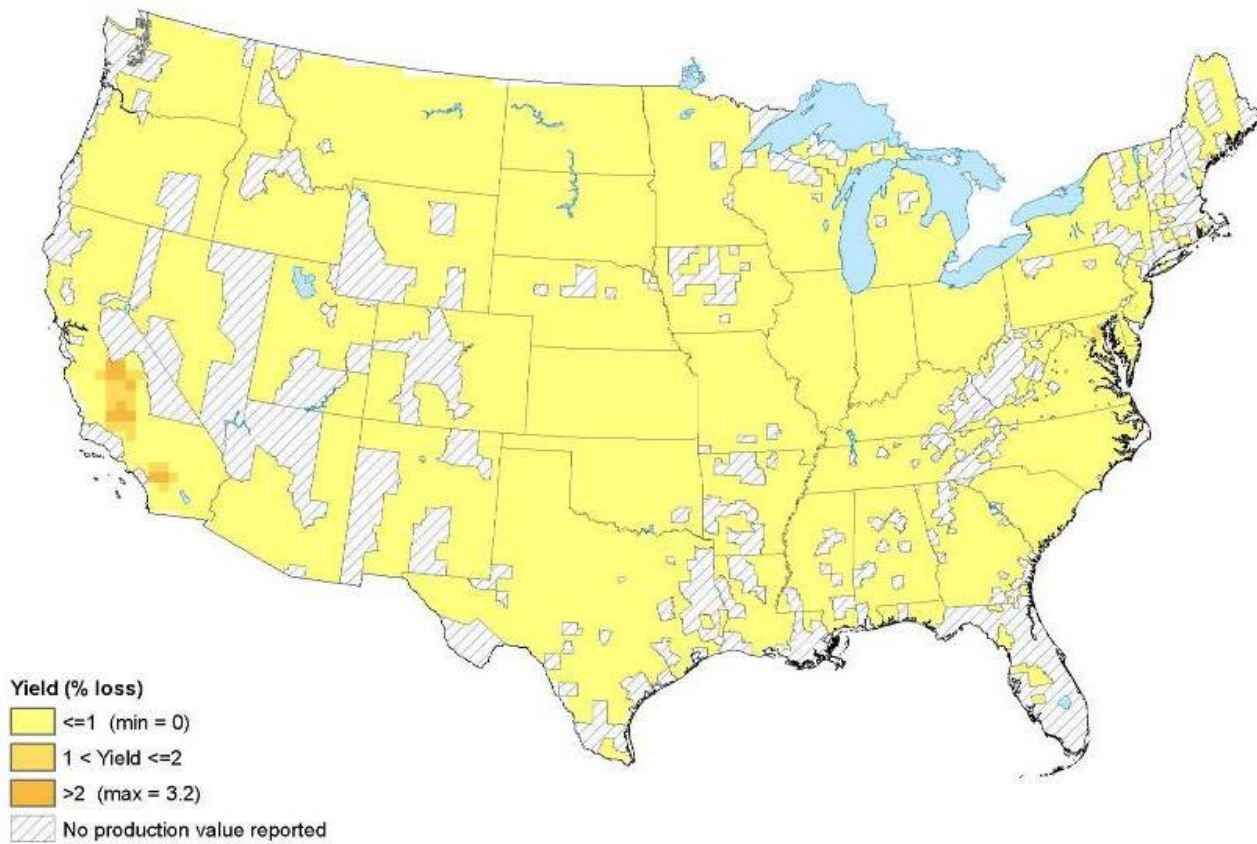 Yield (% loss)
<=1 (min = 0)
1 < Yield <=2
>2 (max = 3.2)
No production value reported